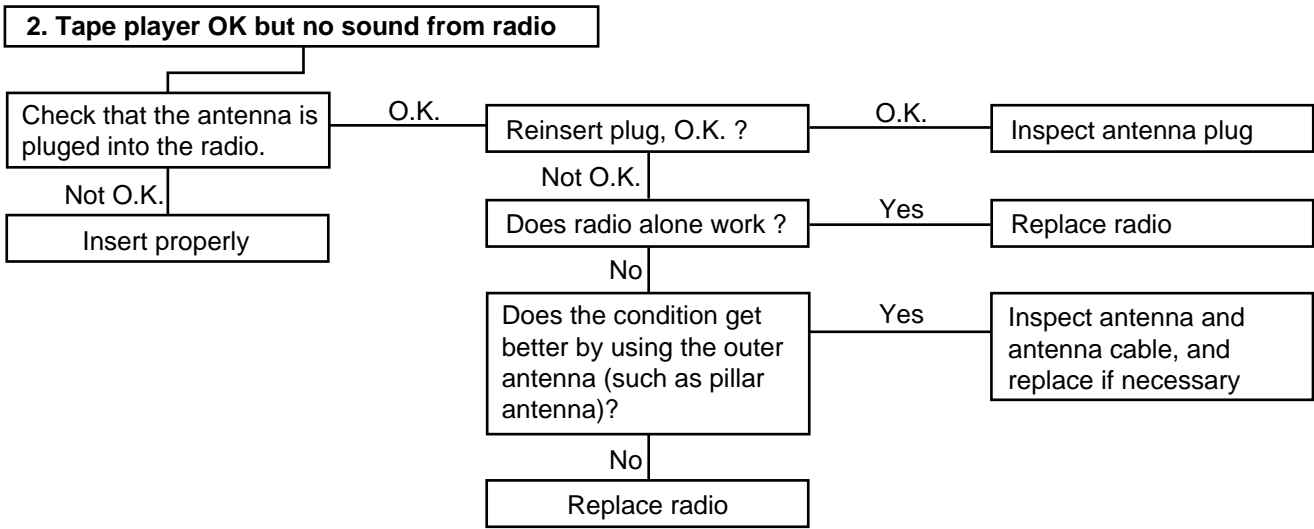 2. Tape player OK but no sound from radio
Check that the antenna is
pluged into the radio.
O.K.
Reinsert plug, O.K. ?
O.K.
Inspect antenna plug
Not O.K.
Insert properly
Not O.K.
Does radio alone work ?
Yes
Replace radio
No
Does the condition get
better by using the outer
antenna (such as pillar
antenna)?
Yes
Inspect antenna and
antenna cable, and
replace if necessary
No
Replace radio